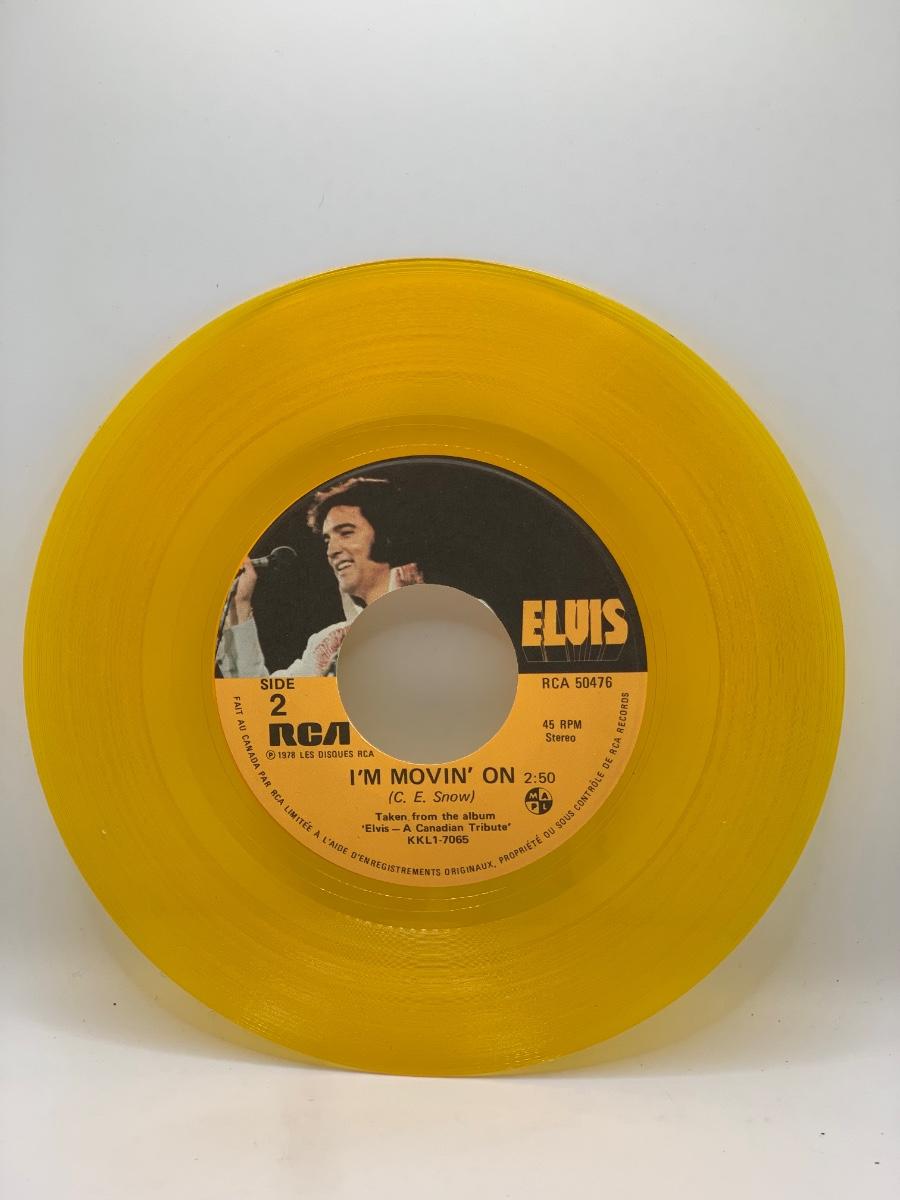 ELVIS
SIDE
2
RCA 50476
RCA
45 RPM
Stereo
℗ 1978 LES DISQUES RCA
I'M MOVIN' ON 2:50
(C. E. Snow)
M A P L
Taken from the album
'Elvis — A Canadian Tribute'
KKL1-7065
FAIT AU CANADA PAR RCA LIMITÉE À L'AIDE D'ENREGISTREMENTS ORIGINAUX, PROPRIÉTÉ OU SOUS CONTRÔLE DE RCA RECORDS